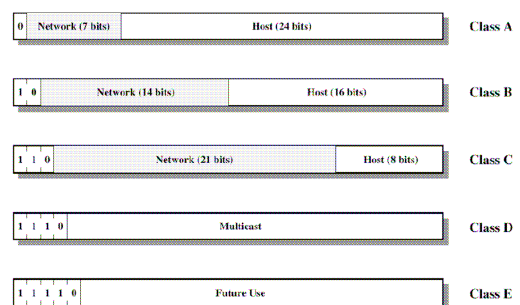 0 Network (7 bits) Host (24 bits) Class A
1 0 Network (14 bits) Host (16 bits) Class B
1 1 0 Network (21 bits) Host (8 bits) Class C
1 1 1 0 Multicast Class D
1 1 1 1 0 Future Use Class E